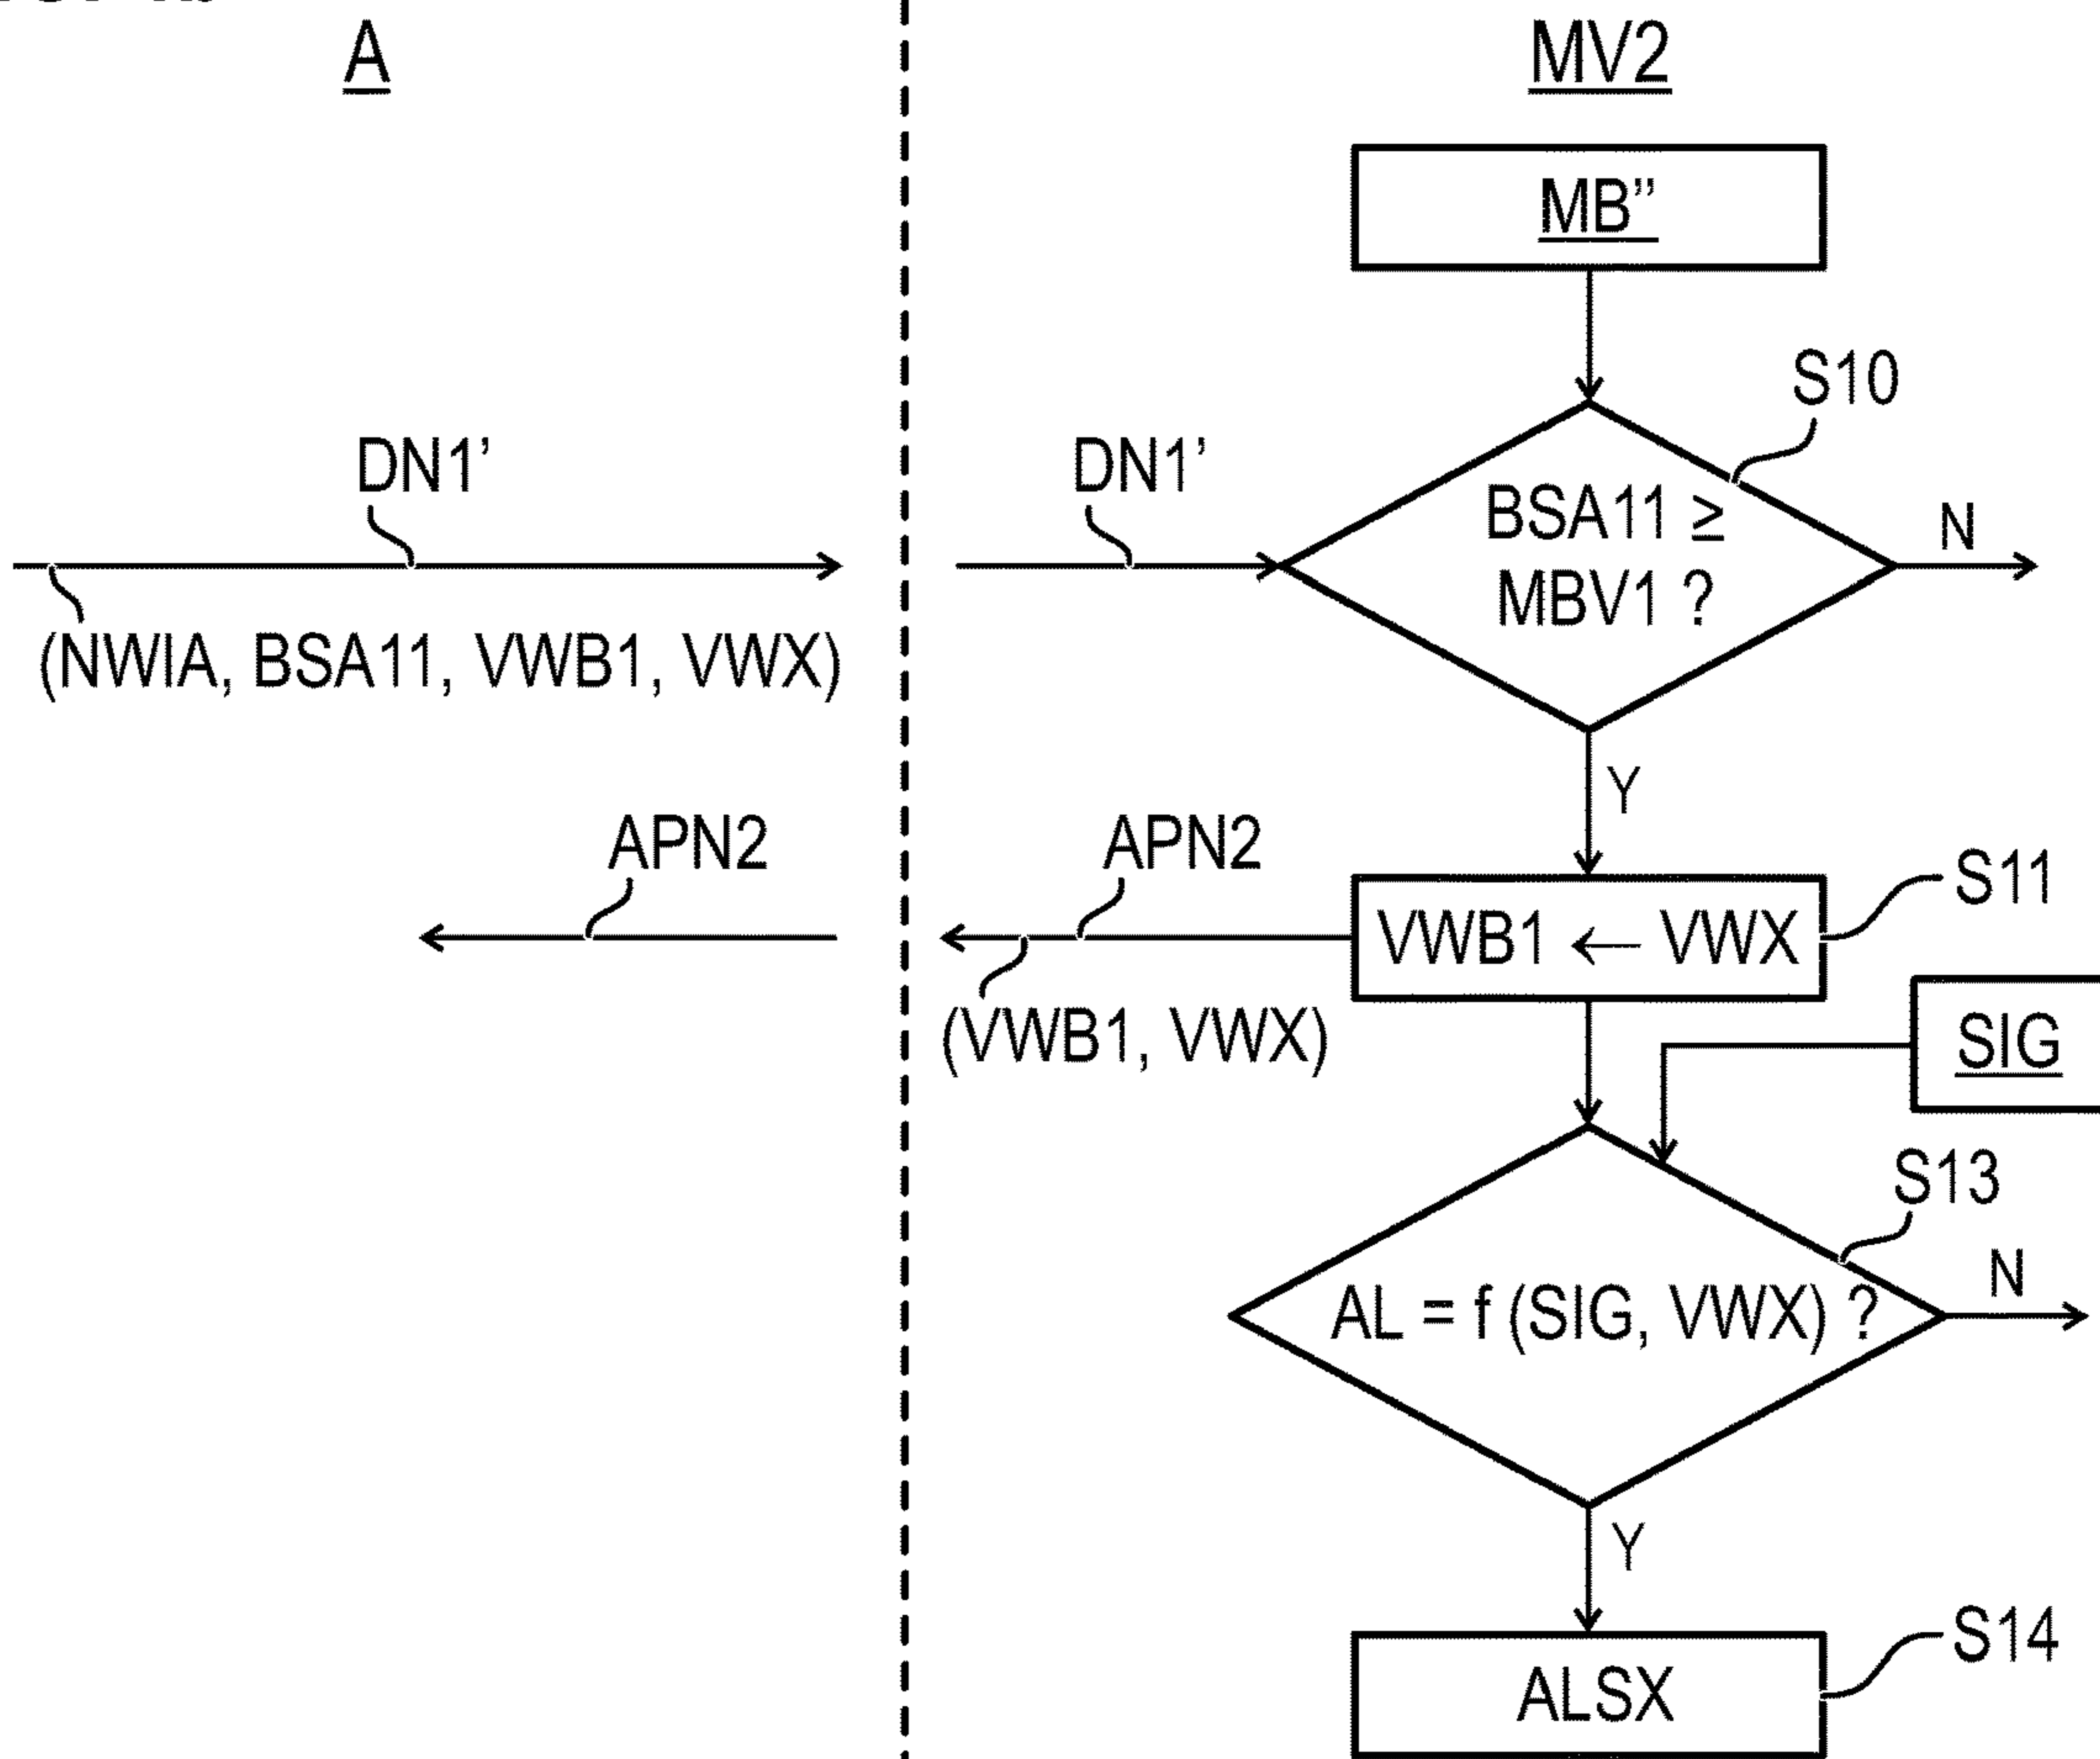 A
MV2
MB”
S10
DN1’
DN1’
BSA11 ≥
MBV1 ?
N
(NWIA, BSA11, VWB1, VWX)
Y
APN2
APN2
S11
VWB1 ← VWX
(VWB1, VWX)
SIG
S13
AL = f (SIG, VWX) ?
N
Y
S14
ALSX